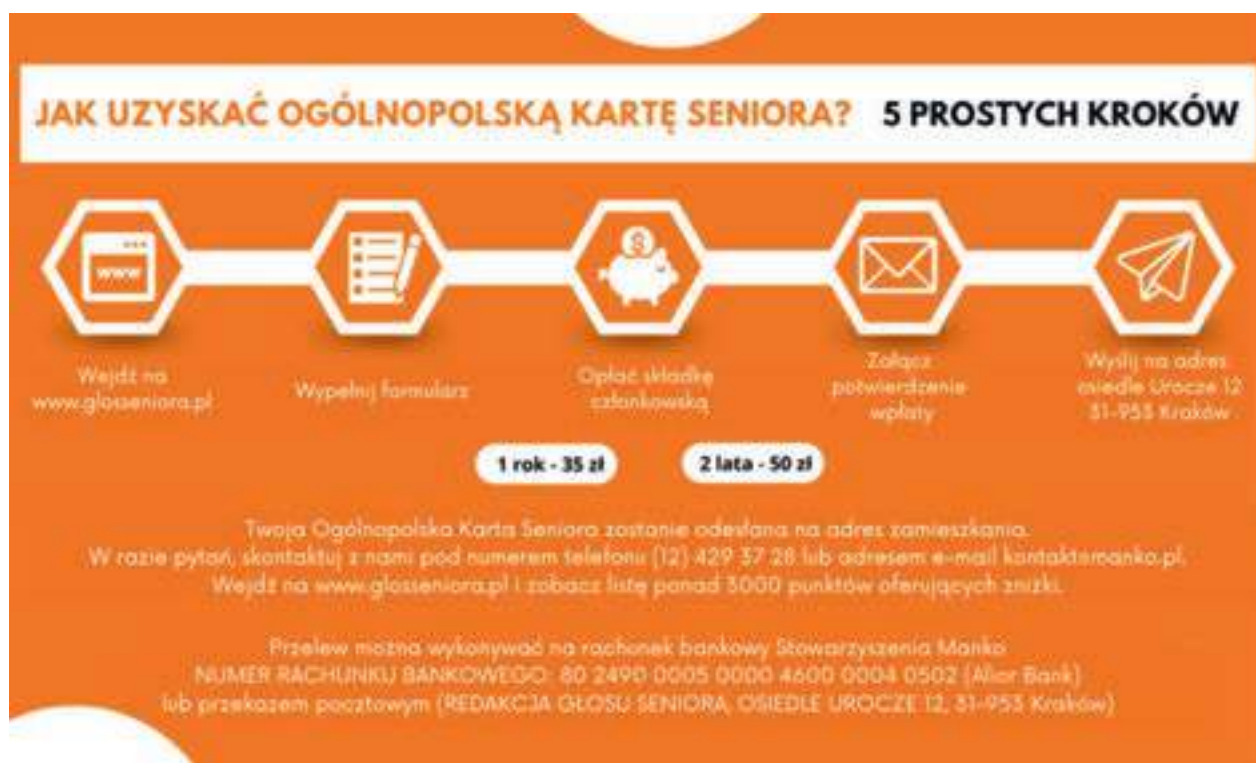 JAK UZYSKAĆ OGÓLNOPOLSKĄ KARTĘ SENIORA? 5 PROSTYCH KROKÓW
www
Wejdź na
www.glosseniora.pl
Wypełnij formularz
$
Opłać składkę
członkowską
Załącz
potwierdzenie
wpłaty
Wyślij na adres
osiedle Urocze 12
31-953 Kraków
1 rok - 35 zł
2 lata - 50 zł
Twoja Ogólnopolska Karta Seniora zostanie odesłana na adres zamieszkania.
W razie pytań, skontaktuj z nami pod numerem telefonu (12) 429 37 28 lub adresem e-mail kontaktomanko.pl.
Wejdź na www.glosseniora.pl i zobacz listę ponad 3000 punktów oferujących zniżki.
Przelew można wykonywać na rachonek bankowy Stowarzyszenia Manko
NUMER RACHUNKU BANKOWEGO: 80 2490 0005 0000 4600 0004 0502 (Alior Bank)
lub przekazem pocztowym (REDAKCJA GŁOSU SENIORA, OSIEDLE UROCZE 12, 31-953 Kraków)